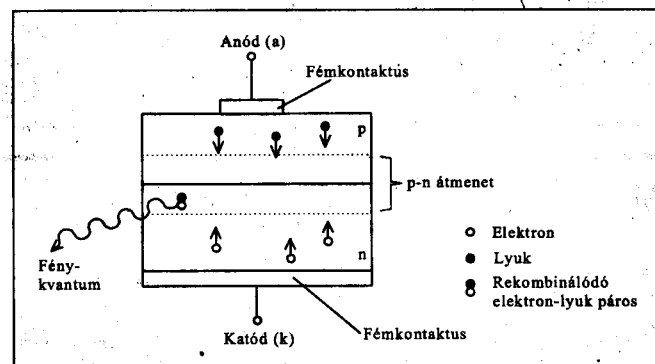 Anód (a)
Fémkontaktus
p
p-n átmenet
n
Elektron
Lyuk
Rekombinálódó
elektron-lyuk páros
Fény-
kvantum
Katód (k)
Fémkontaktus